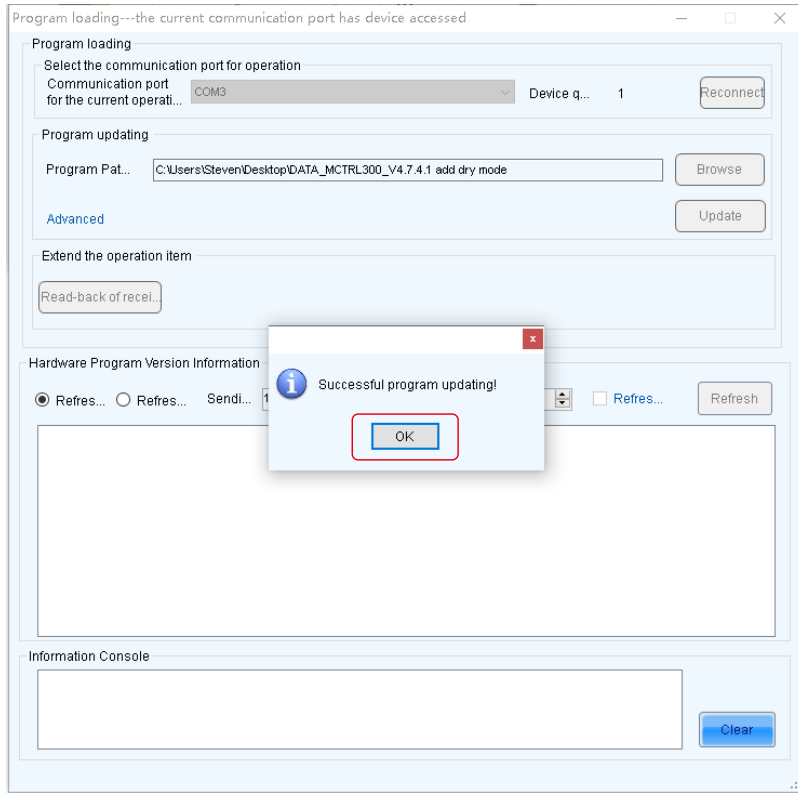 Program loading---the current communication port has device accessed
Program loading
Select the communication port for operation
Communication port
for the current operati...
COM3
Device q...
1
Reconnect
Program updating
Program Pat...
C:\Users\Steven\Desktop\DATA_MCTRL300_V4.7.4.1 add dry mode
Browse
Advanced
Update
Extend the operation item
Read-back of recei...
Hardware Program Version Information
x
Successful program updating!
OK
Refres...
Refres...
Sendi...
Refres...
Refresh
Information Console
Clear